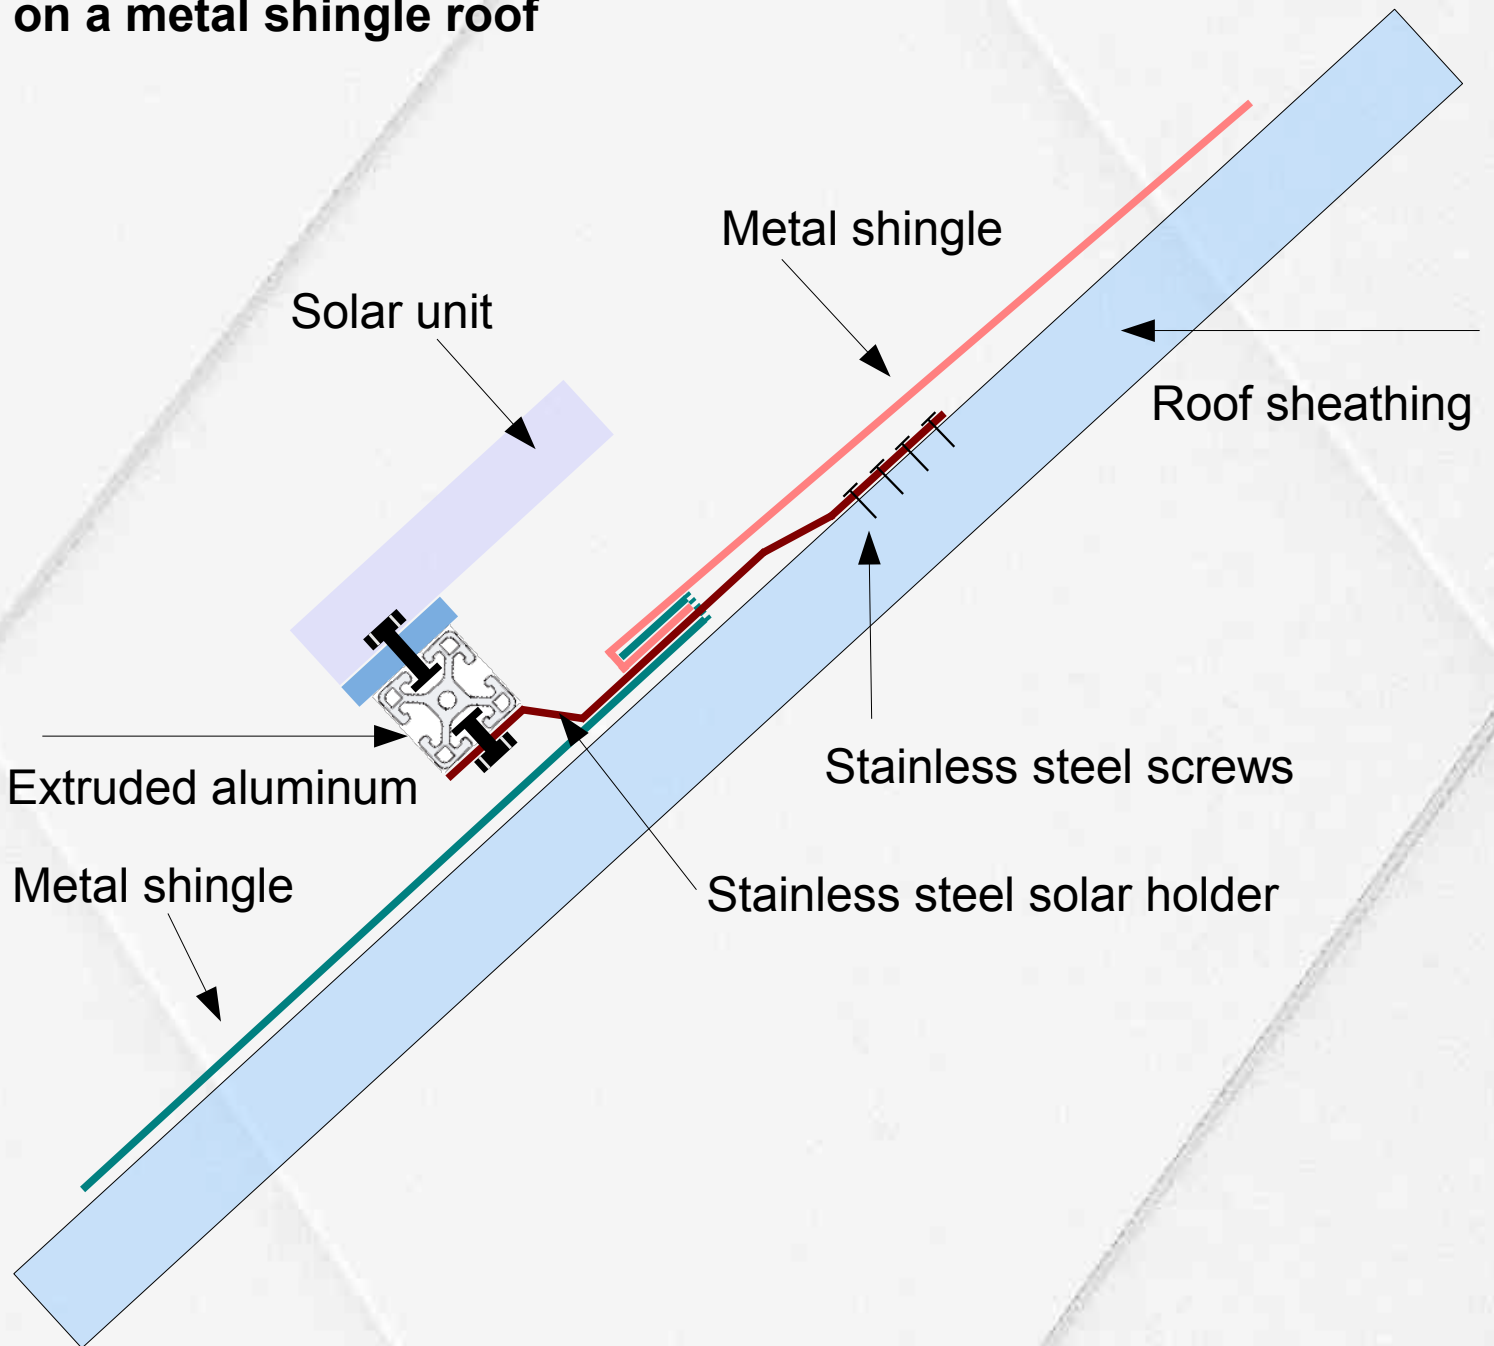 on a metal shingle roof
Metal shingle
Solar unit
Roof sheathing
Stainless steel screws
Extruded aluminum
Metal shingle
Stainless steel solar holder